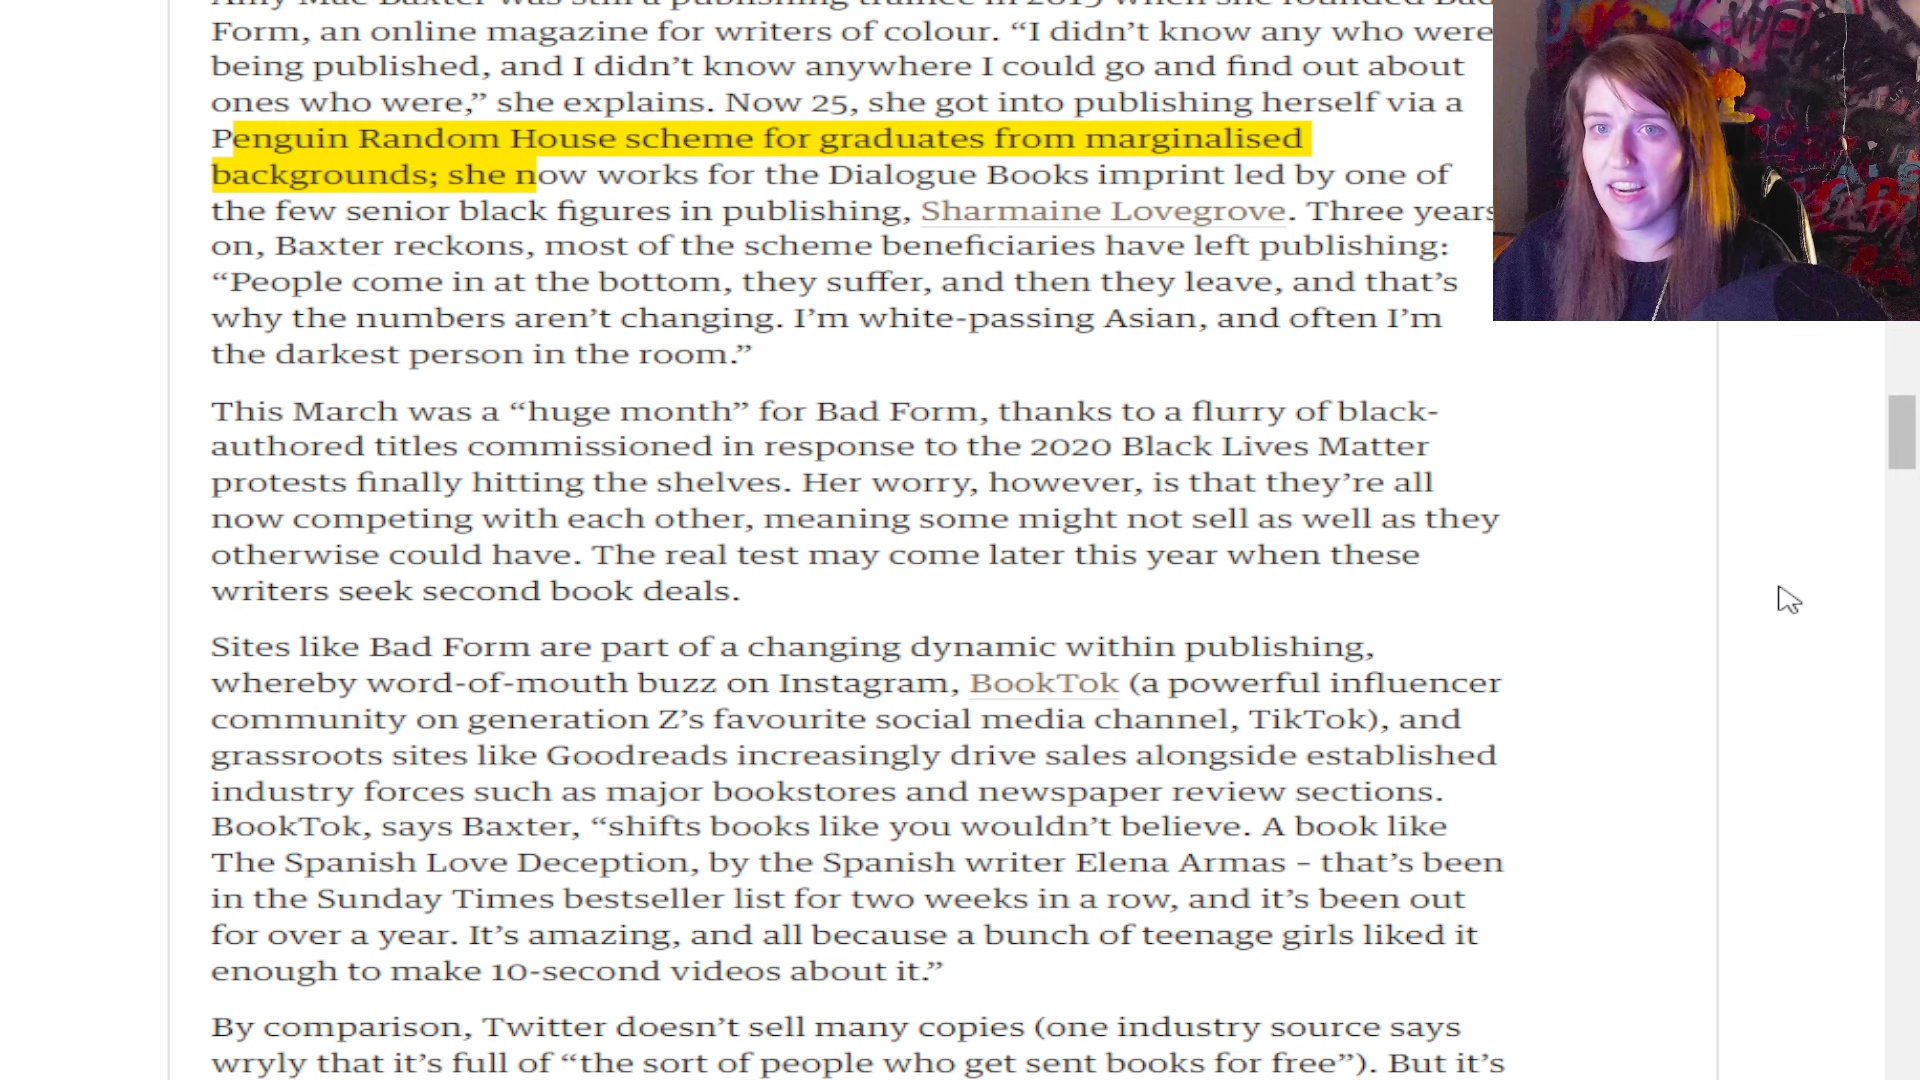 Form, an online magazine for writers of colour. “I didn’t know any who were
being published, and I didn’t know anywhere I could go and find out about
ones who were,” she explains. Now 25, she got into publishing herself via a
Penguin Random House scheme for graduates from marginalised
backgrounds; she now works for the Dialogue Books imprint led by one of
the few senior black figures in publishing, Sharmaine Lovegrove. Three years
on, Baxter reckons, most of the scheme beneficiaries have left publishing:
“People come in at the bottom, they suffer, and then they leave, and that’s
why the numbers aren’t changing. I’m white-passing Asian, and often I’m
the darkest person in the room.”
This March was a “huge month” for Bad Form, thanks to a flurry of black-
authored titles commissioned in response to the 2020 Black Lives Matter
protests finally hitting the shelves. Her worry, however, is that they’re all
now competing with each other, meaning some might not sell as well as they
otherwise could have. The real test may come later this year when these
writers seek second book deals.
Sites like Bad Form are part of a changing dynamic within publishing,
whereby word-of-mouth buzz on Instagram, BookTok (a powerful influencer
community on generation Z’s favourite social media channel, TikTok), and
grassroots sites like Goodreads increasingly drive sales alongside established
industry forces such as major bookstores and newspaper review sections.
BookTok, says Baxter, “shifts books like you wouldn’t believe. A book like
The Spanish Love Deception, by the Spanish writer Elena Armas – that’s been
in the Sunday Times bestseller list for two weeks in a row, and it’s been out
for over a year. It’s amazing, and all because a bunch of teenage girls liked it
enough to make 10-second videos about it.”
By comparison, Twitter doesn’t sell many copies (one industry source says
wryly that it’s full of “the sort of people who get sent books for free”). But it’s